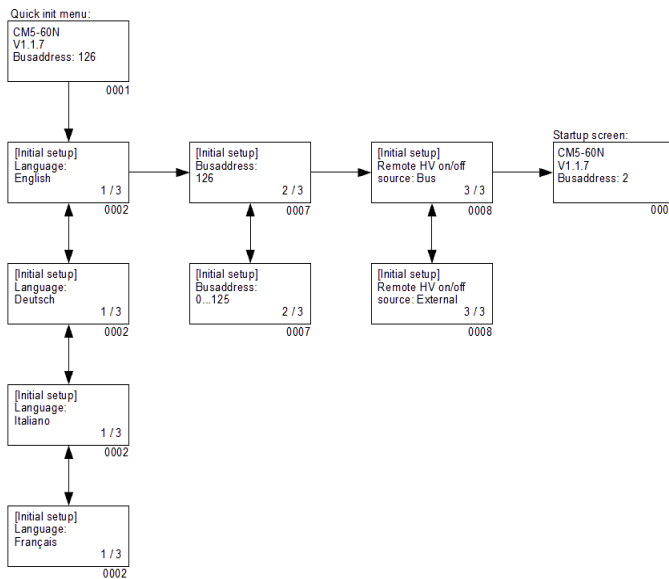 Quick init menu:
CM5-60N
V1.1.7
Busaddress: 126
0001
[Initial setup]
Language:
English
1 / 3
0002
[Initial setup]
Busaddress:
126
2 / 3
0007
[Initial setup]
Remote HV on/off
source: Bus
3 / 3
0008
Startup screen:
CM5-60N
V1.1.7
Busaddress: 2
000
[Initial setup]
Language:
Deutsch
1 / 3
0002
[Initial setup]
Busaddress:
0...125
2 / 3
0007
[Initial setup]
Remote HV on/off
source: External
3 / 3
0008
[Initial setup]
Language:
Italiano
1 / 3
0002
[Initial setup]
Language:
Français
1 / 3
0002